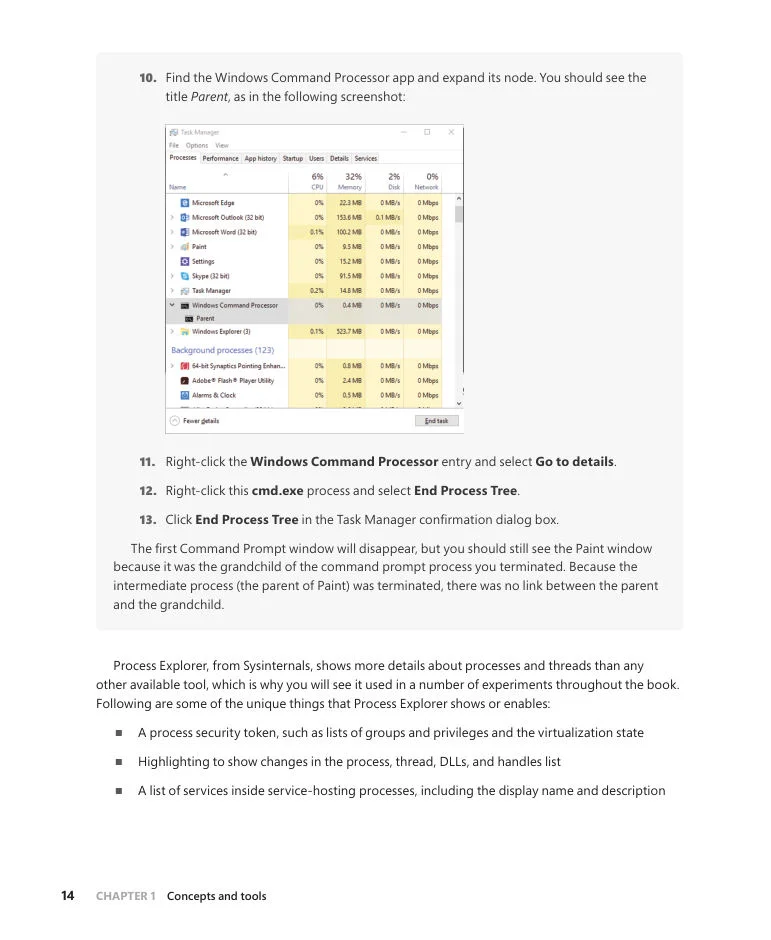 10. Find the Windows Command Processor app and expand its node. You should see the
title Parent, as in the following screenshot:
Task Manager
File Options View
Processes Performance App history Startup Users Details Services
6% 32% 2% 0%
Name CPU Memory Disk Network
Microsoft Edge 0% 22.3 MB 0 MB/s 0 Mbps
Microsoft Outlook (32 bit) 0% 153.6 MB 0.1 MB/s 0 Mbps
Microsoft Word (32 bit) 0.1% 100.2 MB 0 MB/s 0 Mbps
Paint 0% 9.5 MB 0 MB/s 0 Mbps
Settings 0% 15.2 MB 0 MB/s 0 Mbps
Skype (32 bit) 0% 91.5 MB 0 MB/s 0 Mbps
Task Manager 0.2% 14.8 MB 0 MB/s 0 Mbps
Windows Command Processor 0% 0.4 MB 0 MB/s 0 Mbps
Parent
Windows Explorer (3) 0.1% 523.7 MB 0 MB/s 0 Mbps
Background processes (123)
64-bit Synaptics Pointing Enhan... 0% 0.8 MB 0 MB/s 0 Mbps
Adobe® Flash® Player Utility 0% 2.4 MB 0 MB/s 0 Mbps
Alarms & Clock 0% 0.5 MB 0 MB/s 0 Mbps
Fewer details End task
11. Right-click the Windows Command Processor entry and select Go to details.
12. Right-click this cmd.exe process and select End Process Tree.
13. Click End Process Tree in the Task Manager confirmation dialog box.
The first Command Prompt window will disappear, but you should still see the Paint window
because it was the grandchild of the command prompt process you terminated. Because the
intermediate process (the parent of Paint) was terminated, there was no link between the parent
and the grandchild.
Process Explorer, from Sysinternals, shows more details about processes and threads than any
other available tool, which is why you will see it used in a number of experiments throughout the book.
Following are some of the unique things that Process Explorer shows or enables:
■ A process security token, such as lists of groups and privileges and the virtualization state
■ Highlighting to show changes in the process, thread, DLLs, and handles list
■ A list of services inside service-hosting processes, including the display name and description
14 CHAPTER 1 Concepts and tools